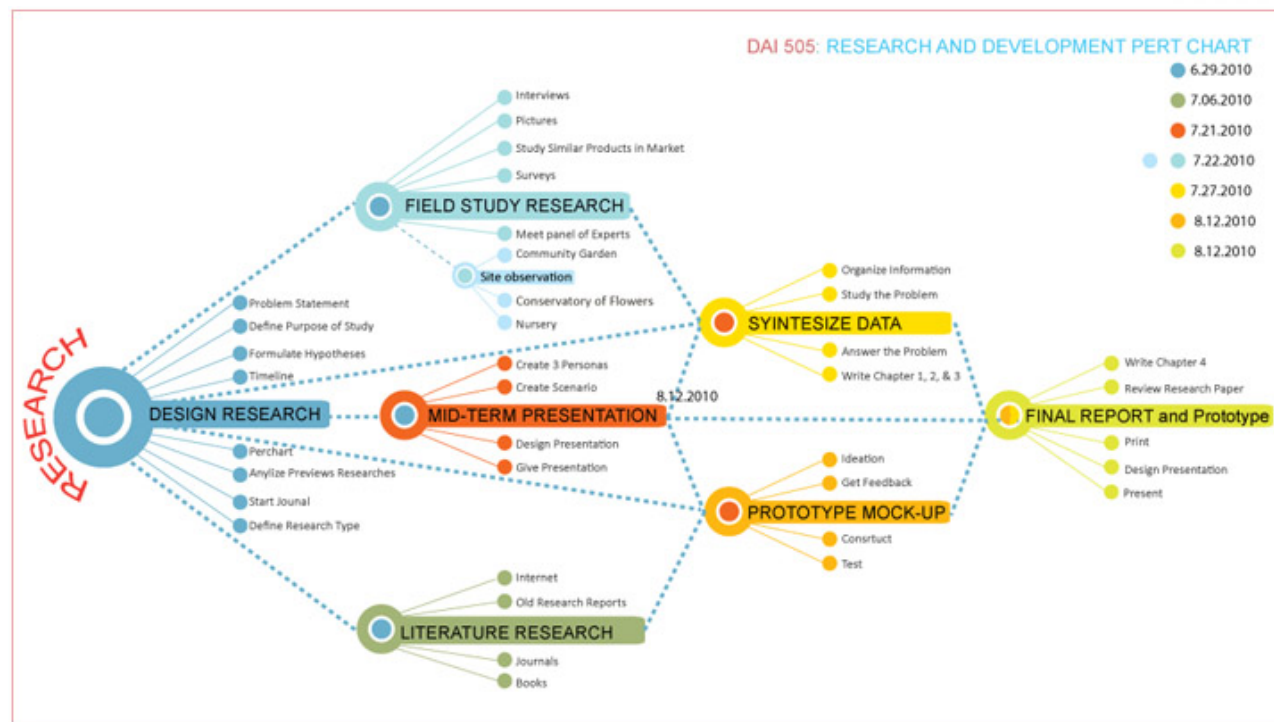 DAI 505: RESEARCH AND DEVELOPMENT PERT CHART
6.29.2010
7.06.2010
7.21.2010
7.22.2010
7.27.2010
8.12.2010
8.12.2010
RESEARCH
Problem Statement
Define Purpose of Study
Formulate Hypotheses
Timeline
DESIGN RESEARCH
Perchart
Anylize Previews Researches
Start Jounal
Define Research Type
Interviews
Pictures
Study Similar Products in Market
Surveys
FIELD STUDY RESEARCH
Meet panel of Experts
Community Garden
Site observation
Conservatory of Flowers
Nursery
Create 3 Personas
Create Scenario
8.12.2010
MID-TERM PRESENTATION
Design Presentation
Give Presentation
Internet
Old Research Reports
LITERATURE RESEARCH
Journals
Books
Organize Information
Study the Problem
SYINTESIZE DATA
Answer the Problem
Write Chapter 1, 2, & 3
Ideation
Get Feedback
PROTOTYPE MOCK-UP
Consrtuct
Test
Write Chapter 4
Review Research Paper
FINAL REPORT and Prototype
Print
Design Presentation
Present